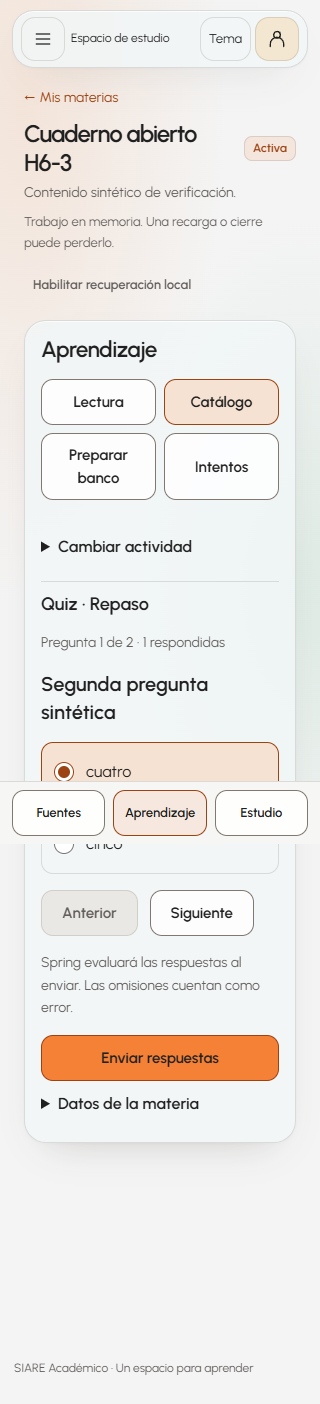 Espacio de estudio
Tema
← Mis materias
Cuaderno abierto
H6-3
Activa
Contenido sintético de verificación.
Trabajo en memoria. Una recarga o cierre
puede perderlo.
Habilitar recuperación local
Aprendizaje
Lectura
Catálogo
Preparar
banco
Intentos
Cambiar actividad
Quiz · Repaso
Pregunta 1 de 2 · 1 respondidas
Segunda pregunta
sintética
cuatro
Fuentes
Aprendizaje
Estudio
cinco
Anterior
Siguiente
Spring evaluará las respuestas al
enviar. Las omisiones cuentan como
error.
Enviar respuestas
Datos de la materia
SIARE Académico · Un espacio para aprender